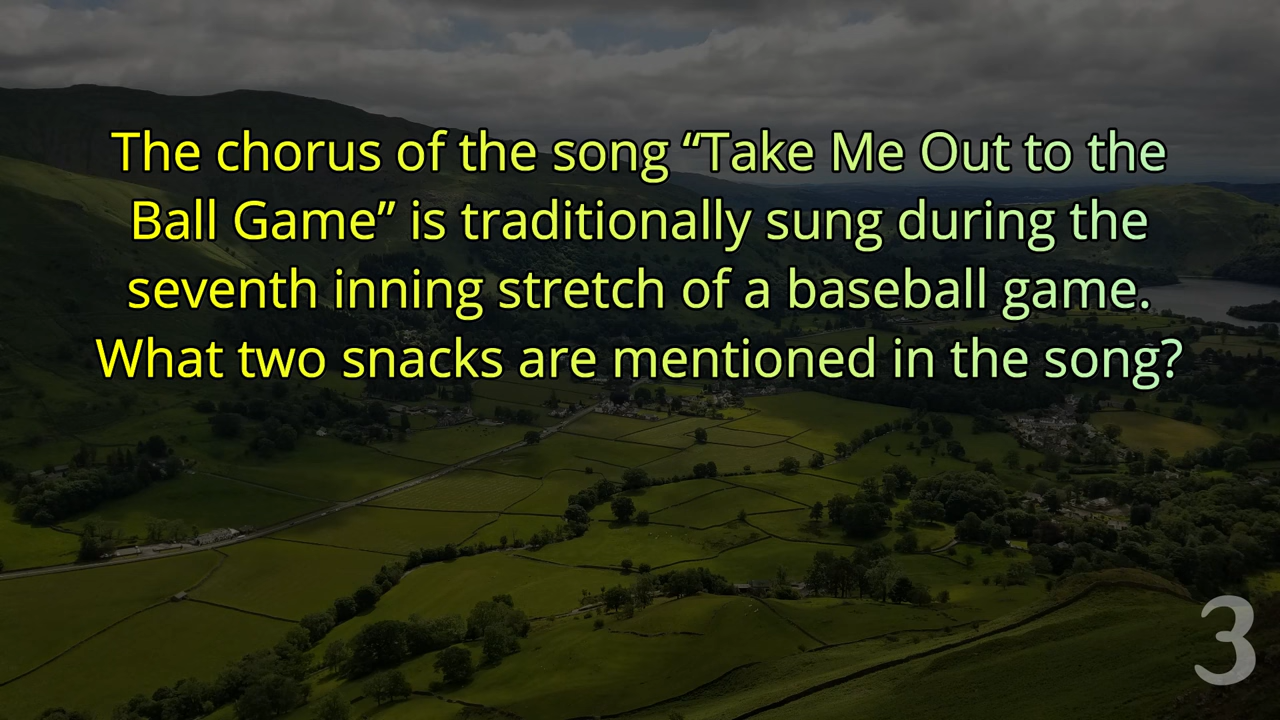 The chorus of the song “Take Me Out to the
Ball Game” is traditionally sung during the
seventh inning stretch of a baseball game.
What two snacks are mentioned in the song?
3